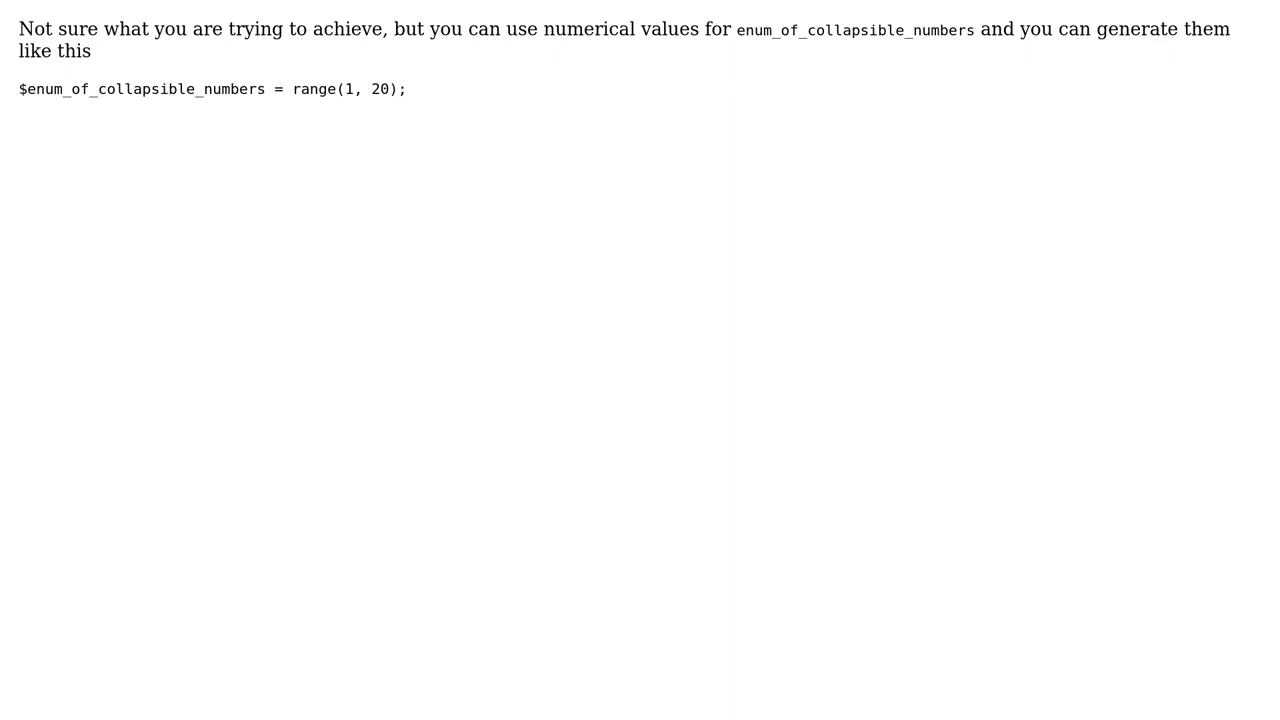 Not sure what you are trying to achieve, but you can use numerical values for enum_of_collapsible_numbers and you can generate them
like this
$enum_of_collapsible_numbers = range(1, 20);